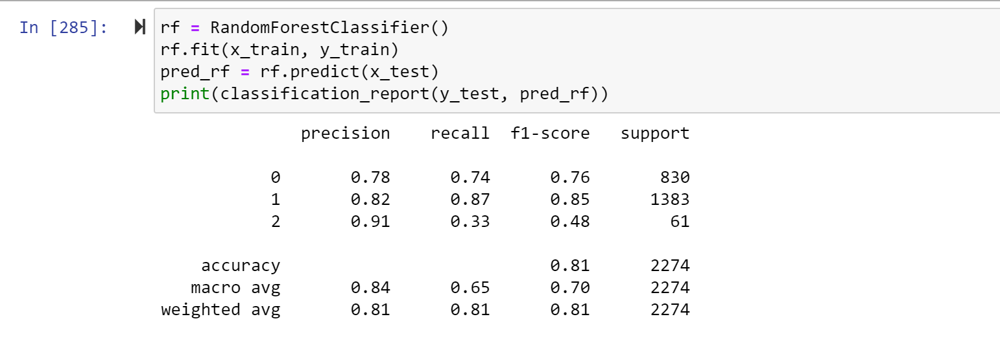 In [285]: rf = RandomForestClassifier()
rf.fit(x_train, y_train)
pred_rf = rf.predict(x_test)
print(classification_report(y_test, pred_rf))
precision recall f1-score support
0 0.78 0.74 0.76 830
1 0.82 0.87 0.85 1383
2 0.91 0.33 0.48 61
accuracy 0.81 2274
macro avg 0.84 0.65 0.70 2274
weighted avg 0.81 0.81 0.81 2274